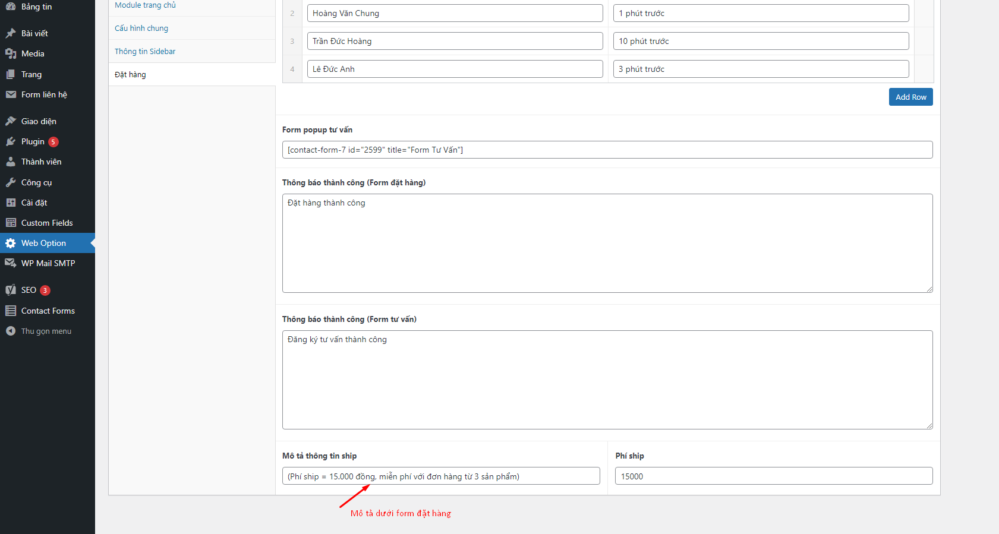 Bảng tin
Bài viết
Media
Trang
Form liên hệ
Giao diện
Plugin 5
Thành viên
Công cụ
Cài đặt
Custom Fields
Web Option
WP Mail SMTP
SEO 3
Contact Forms
Thu gọn menu
Module trang chủ
Cấu hình chung
Thông tin Sidebar
Đặt hàng
2 Hoàng Văn Chung 1 phút trước
3 Trần Đức Hoàng 10 phút trước
4 Lê Đức Anh 3 phút trước
Add Row
Form popup tư vấn
[contact-form-7 id="2599" title="Form Tư Vấn"]
Thông báo thành công (Form đặt hàng)
Đặt hàng thành công
Thông báo thành công (Form tư vấn)
Đăng ký tư vấn thành công
Mô tả thông tin ship
(Phí ship = 15.000 đồng, miễn phí với đơn hàng từ 3 sản phẩm)
Phí ship
15000
Mô tả dưới form đặt hàng